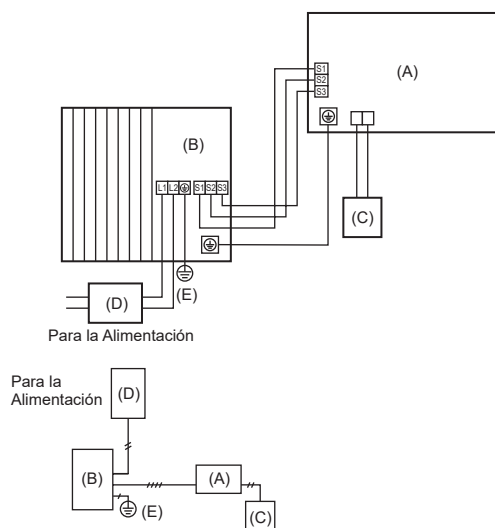 S1
S2
S3
(A)
(B)
L1 L2 S1 S2 S3
(C)
(E)
(D)
Para la Alimentación
Para la
Alimentación
(D)
(B)
(A)
(E)
(C)